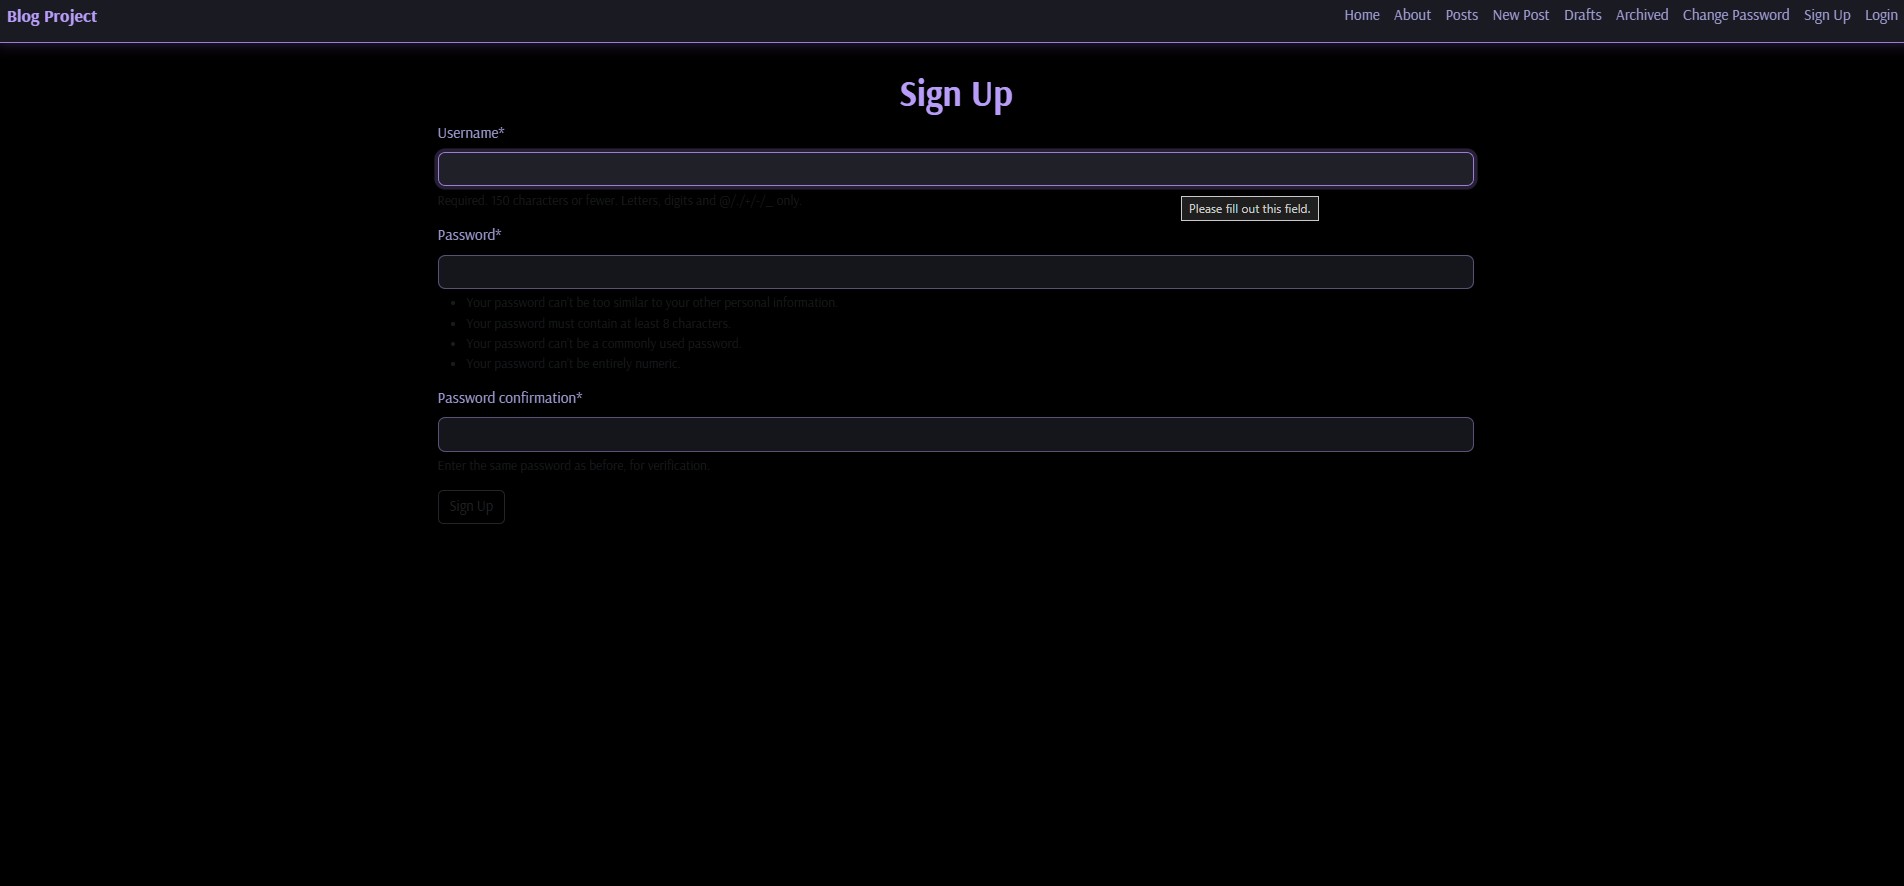 Blog Project
Home About Posts New Post Drafts Archived Change Password Sign Up Login
Sign Up
Username*
Required. 150 characters or fewer. Letters, digits and @/./+/-/_ only.
Please fill out this field.
Password*
Your password can't be too similar to your other personal information.
Your password must contain at least 8 characters.
Your password can't be a commonly used password.
Your password can't be entirely numeric.
Password confirmation*
Enter the same password as before, for verification.
Sign Up